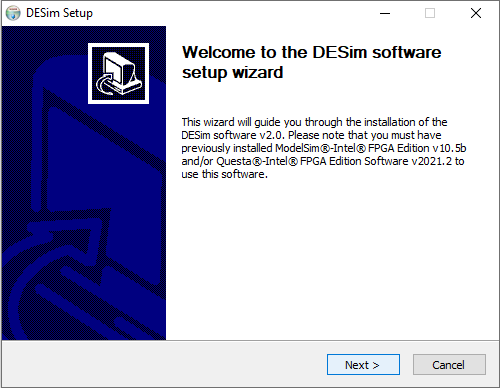 DESim Setup
Welcome to the DESim software
setup wizard
This wizard will guide you through the installation of the
DESim software v2.0. Please note that you must have
previously installed ModelSim®-Intel® FPGA Edition v10.5b
and/or Questa®-Intel® FPGA Edition Software v2021.2 to
use this software.
Next >
Cancel